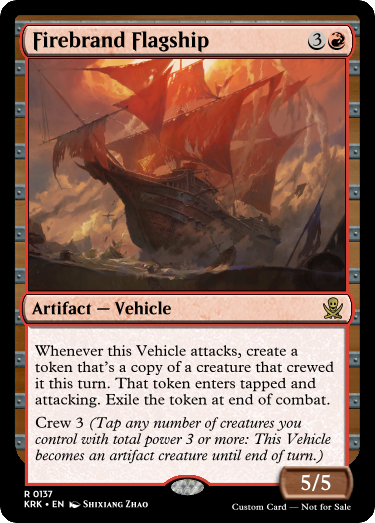 Firebrand Flagship 3
Artifact — Vehicle
Whenever this Vehicle attacks, create a
token that's a copy of a creature that crewed
it this turn. That token enters tapped and
attacking. Exile the token at end of combat.
Crew 3 (Tap any number of creatures you
control with total power 3 or more: This Vehicle
becomes an artifact creature until end of turn.)
5/5
R 0137
KRK • EN Shixiang Zhao
Custom Card — Not for Sale